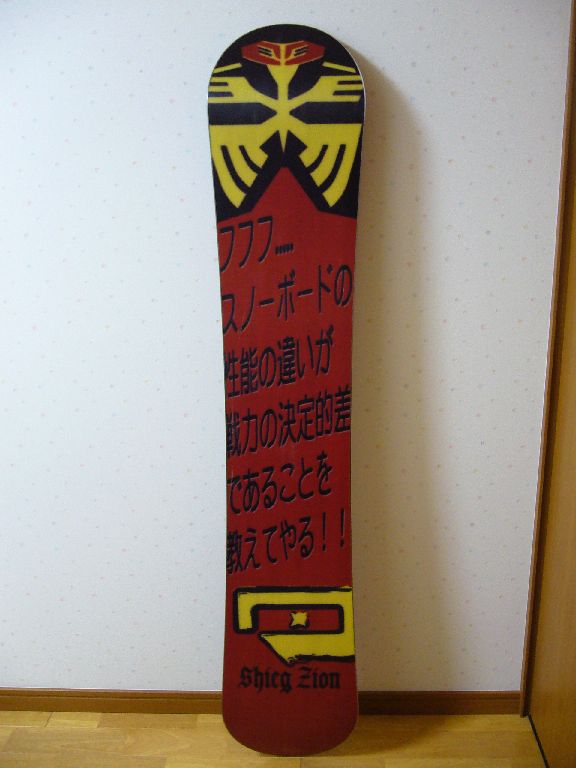 フフフ.....
スノーボードの
性能の違いが
戦力の決定的差
であることを
教えてやる！！
Shieg Zion